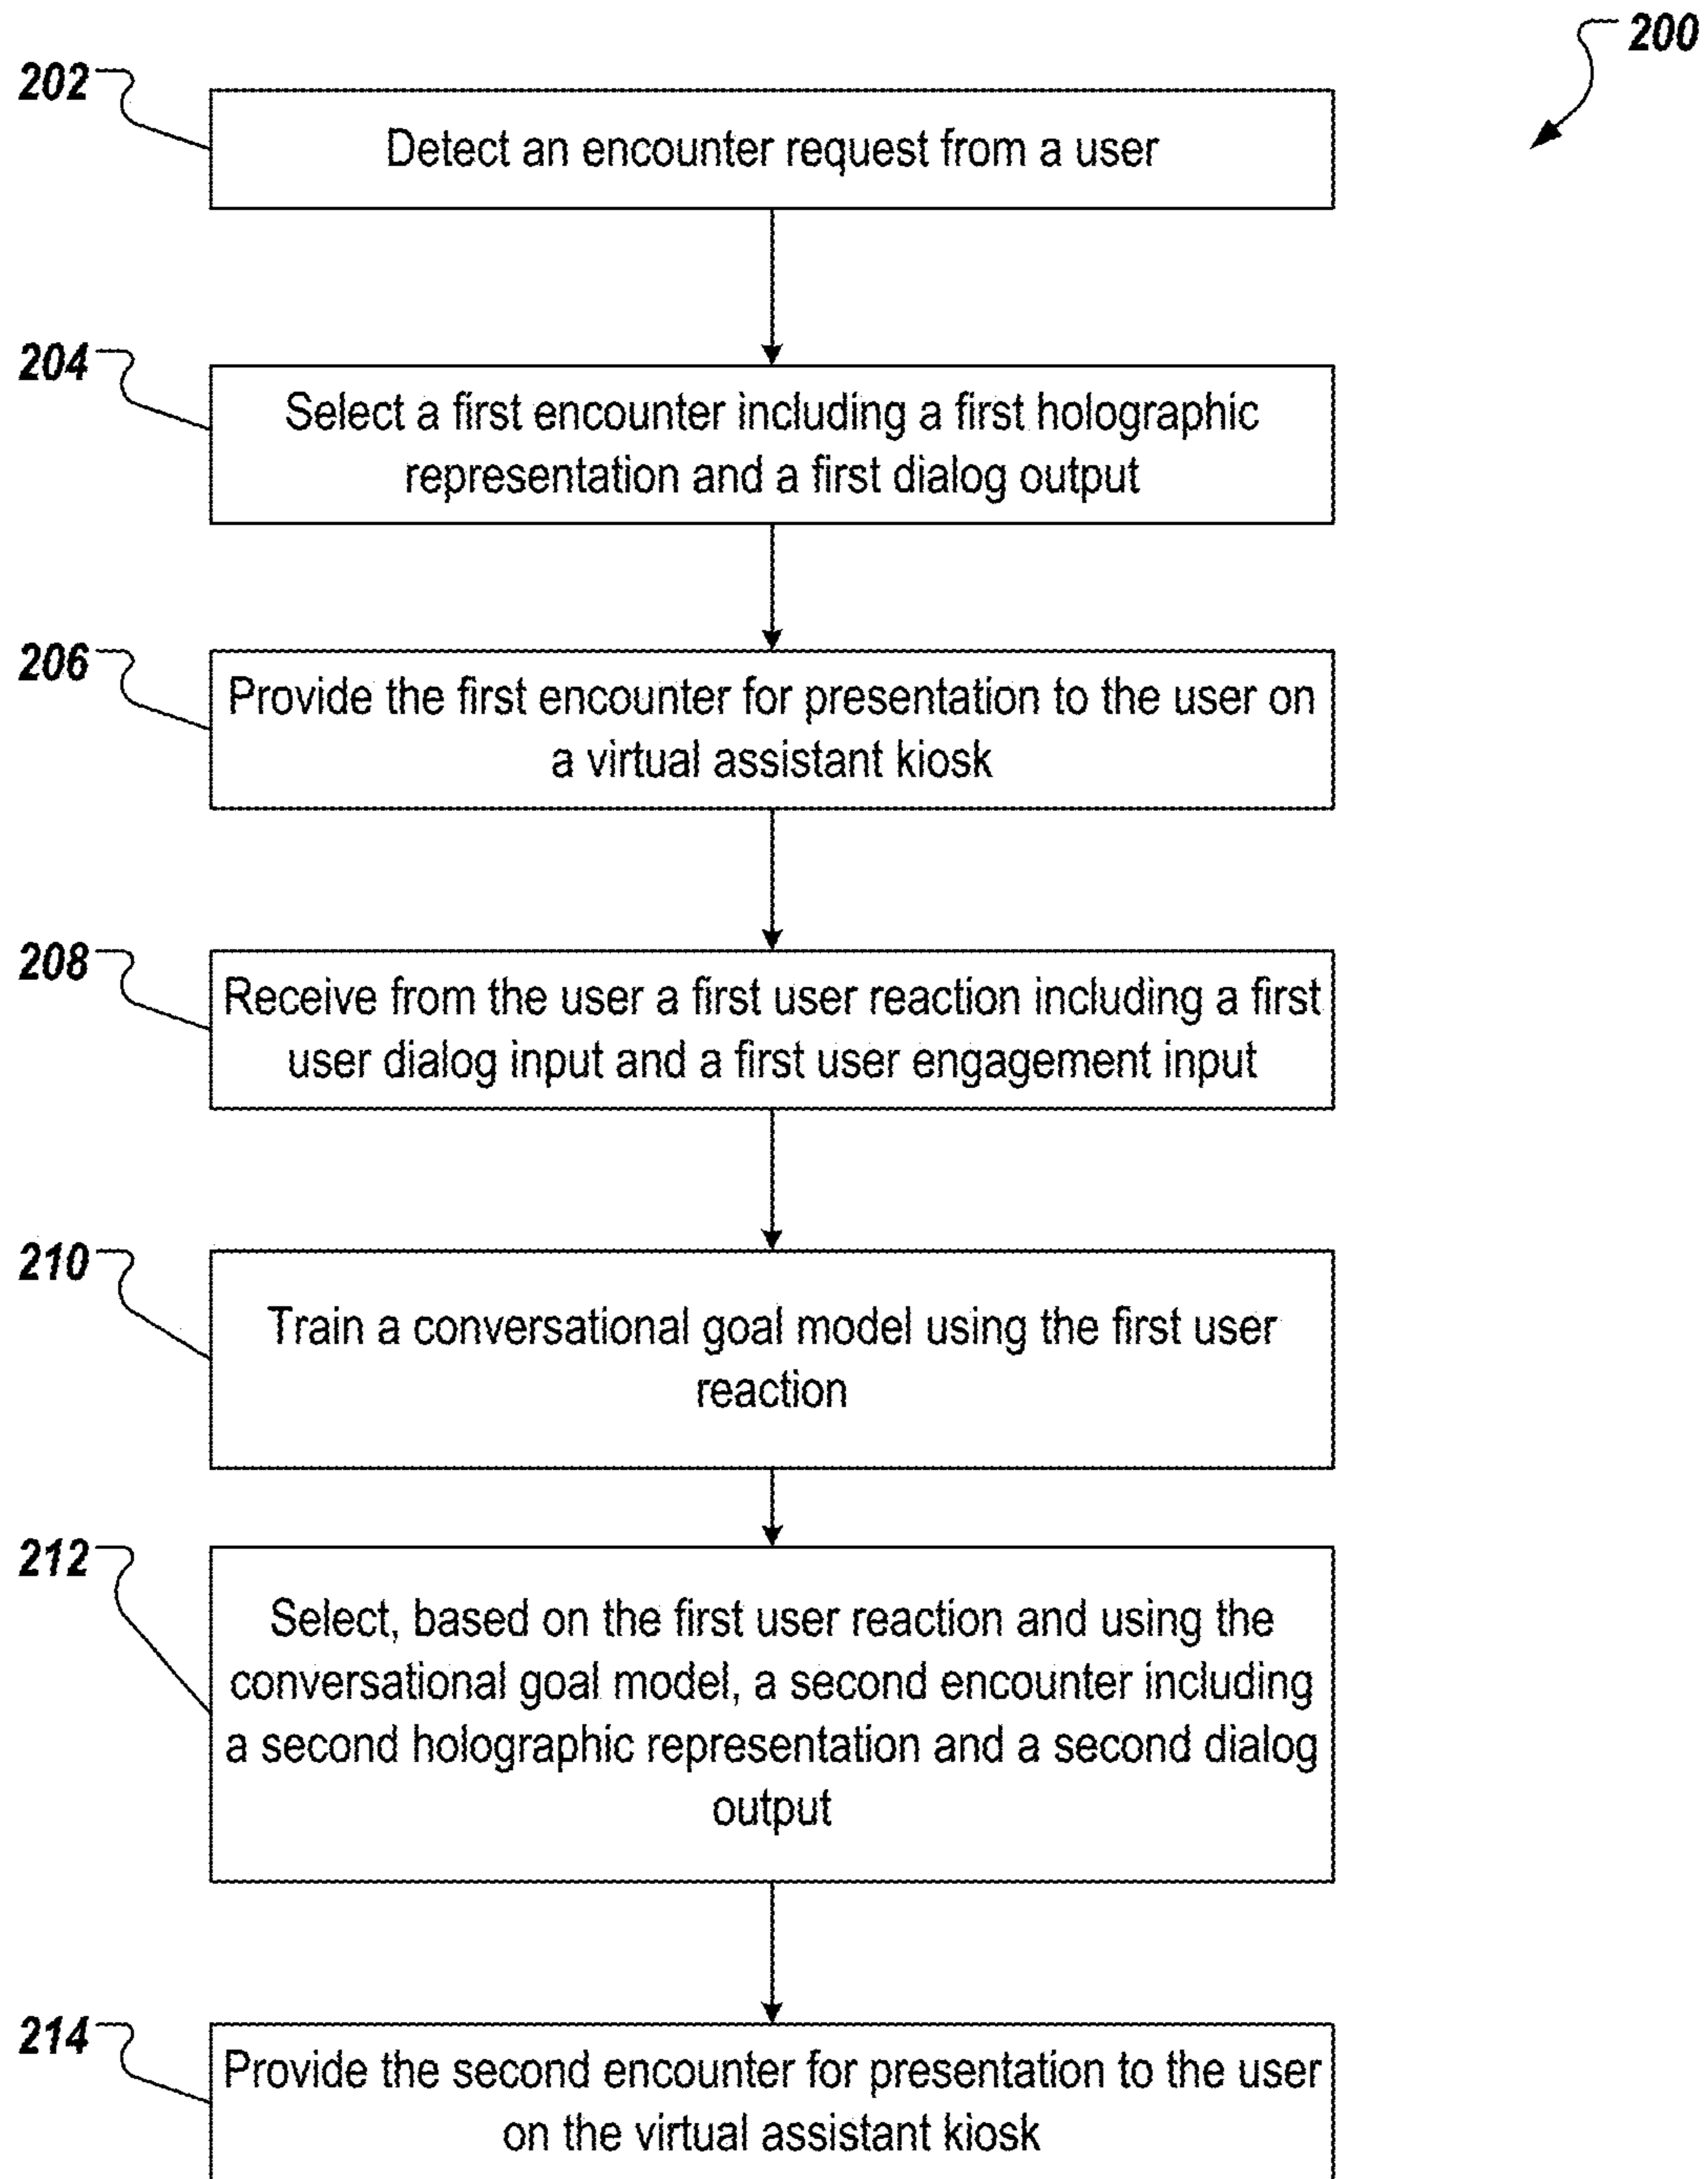 200
202
Detect an encounter request from a user
204
Select a first encounter including a first holographic
representation and a first dialog output
206
Provide the first encounter for presentation to the user on
a virtual assistant kiosk
208
Receive from the user a first user reaction including a first
user dialog input and a first user engagement input
210
Train a conversational goal model using the first user
reaction
212
Select, based on the first user reaction and using the
conversational goal model, a second encounter including
a second holographic representation and a second dialog
output
214
Provide the second encounter for presentation to the user
on the virtual assistant kiosk